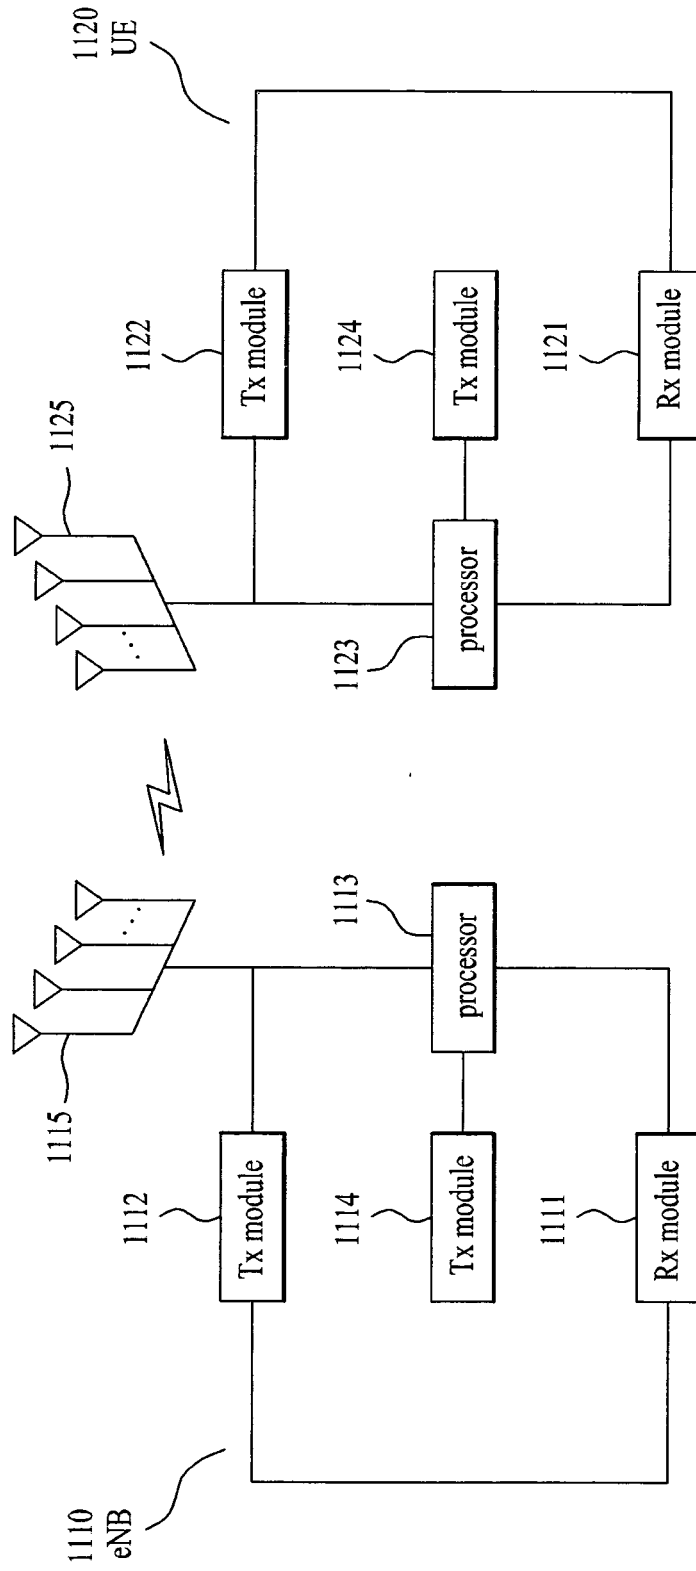 1110
eNB
1115
1112
Tx module
1114
Tx module
1111
Rx module
1113
processor
1120
UE
1125
1122
Tx module
1124
Tx module
1121
Rx module
1123
processor